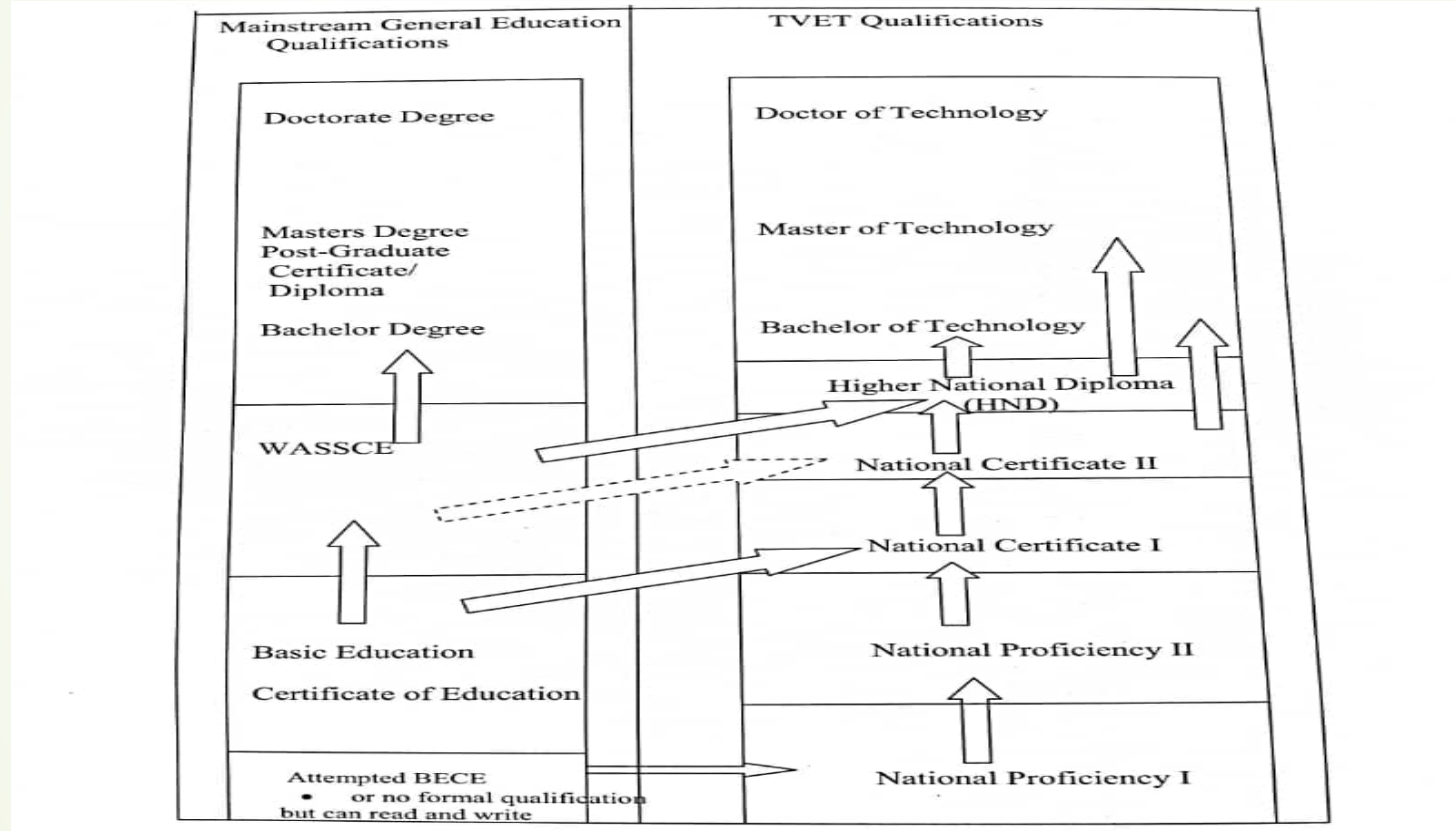 Mainstream General Education
Qualifications
Doctorate Degree
Masters Degree
Post-Graduate
Certificate/
Diploma
Bachelor Degree
WASSCE
Basic Education
Certificate of Education
Attempted BECE
• or no formal qualification
but can read and write
TVET Qualifications
Doctor of Technology
Master of Technology
Bachelor of Technology
Higher National Diploma
(HND)
National Certificate II
National Certificate I
National Proficiency II
National Proficiency I